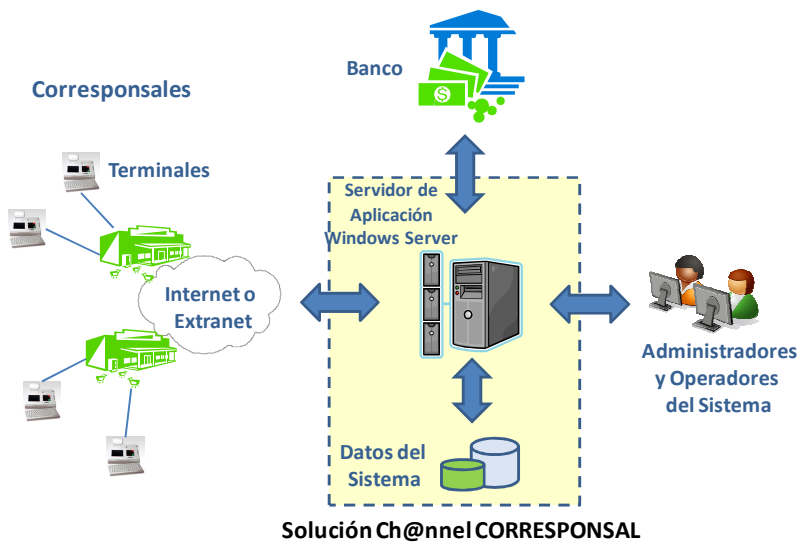 Banco
Corresponsales
Terminales
Servidor de
Aplicación
Windows Server
Internet o
Extranet
Administradores
y Operadores
del Sistema
Datos del
Sistema
Solución Ch@nnel CORRESPONSAL
$